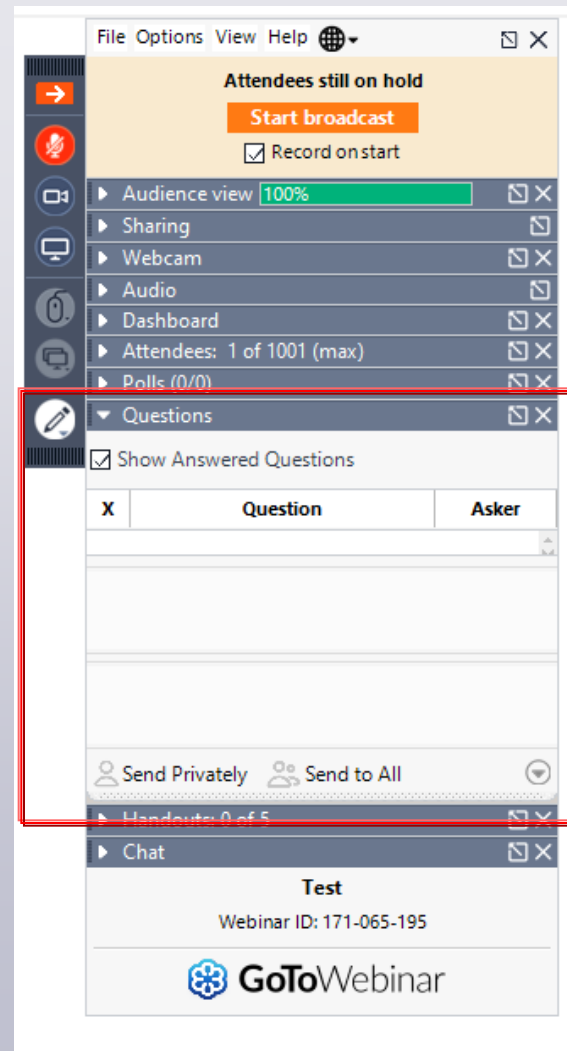 File Options View Help
Attendees still on hold
Start broadcast
Record on start
Audience view 100%
Sharing
Webcam
Audio
Dashboard
Attendees: 1 of 1001 (max)
Polls (0/0)
Questions
Show Answered Questions
X Question Asker
Send Privately Send to All
Handouts: 0 of 5
Chat
Test
Webinar ID: 171-065-195
GoToWebinar